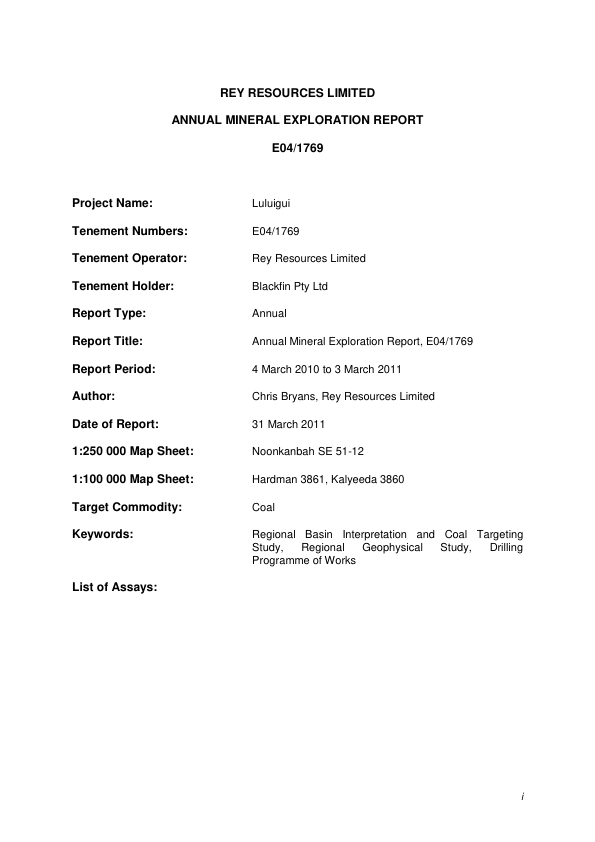 REY RESOURCES LIMITED
ANNUAL MINERAL EXPLORATION REPORT
E04/1769
Project Name: Luluigui
Tenement Numbers: E04/1769
Tenement Operator: Rey Resources Limited
Tenement Holder: Blackfin Pty Ltd
Report Type: Annual
Report Title: Annual Mineral Exploration Report, E04/1769
Report Period: 4 March 2010 to 3 March 2011
Author: Chris Bryans, Rey Resources Limited
Date of Report: 31 March 2011
1:250 000 Map Sheet: Noonkanbah SE 51-12
1:100 000 Map Sheet: Hardman 3861, Kalyeeda 3860
Target Commodity: Coal
Keywords: Regional Basin Interpretation and Coal Targeting
Study, Regional Geophysical Study, Drilling
Programme of Works
List of Assays:
i